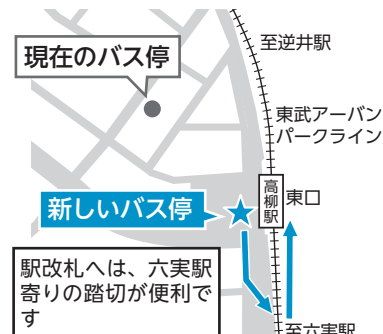 至逆井駅
現在のバス停
東武アーバン
パークライン
高柳駅
東口
新しいバス停
駅改札へは、六実駅
寄りの踏切が便利で
す
至六実駅